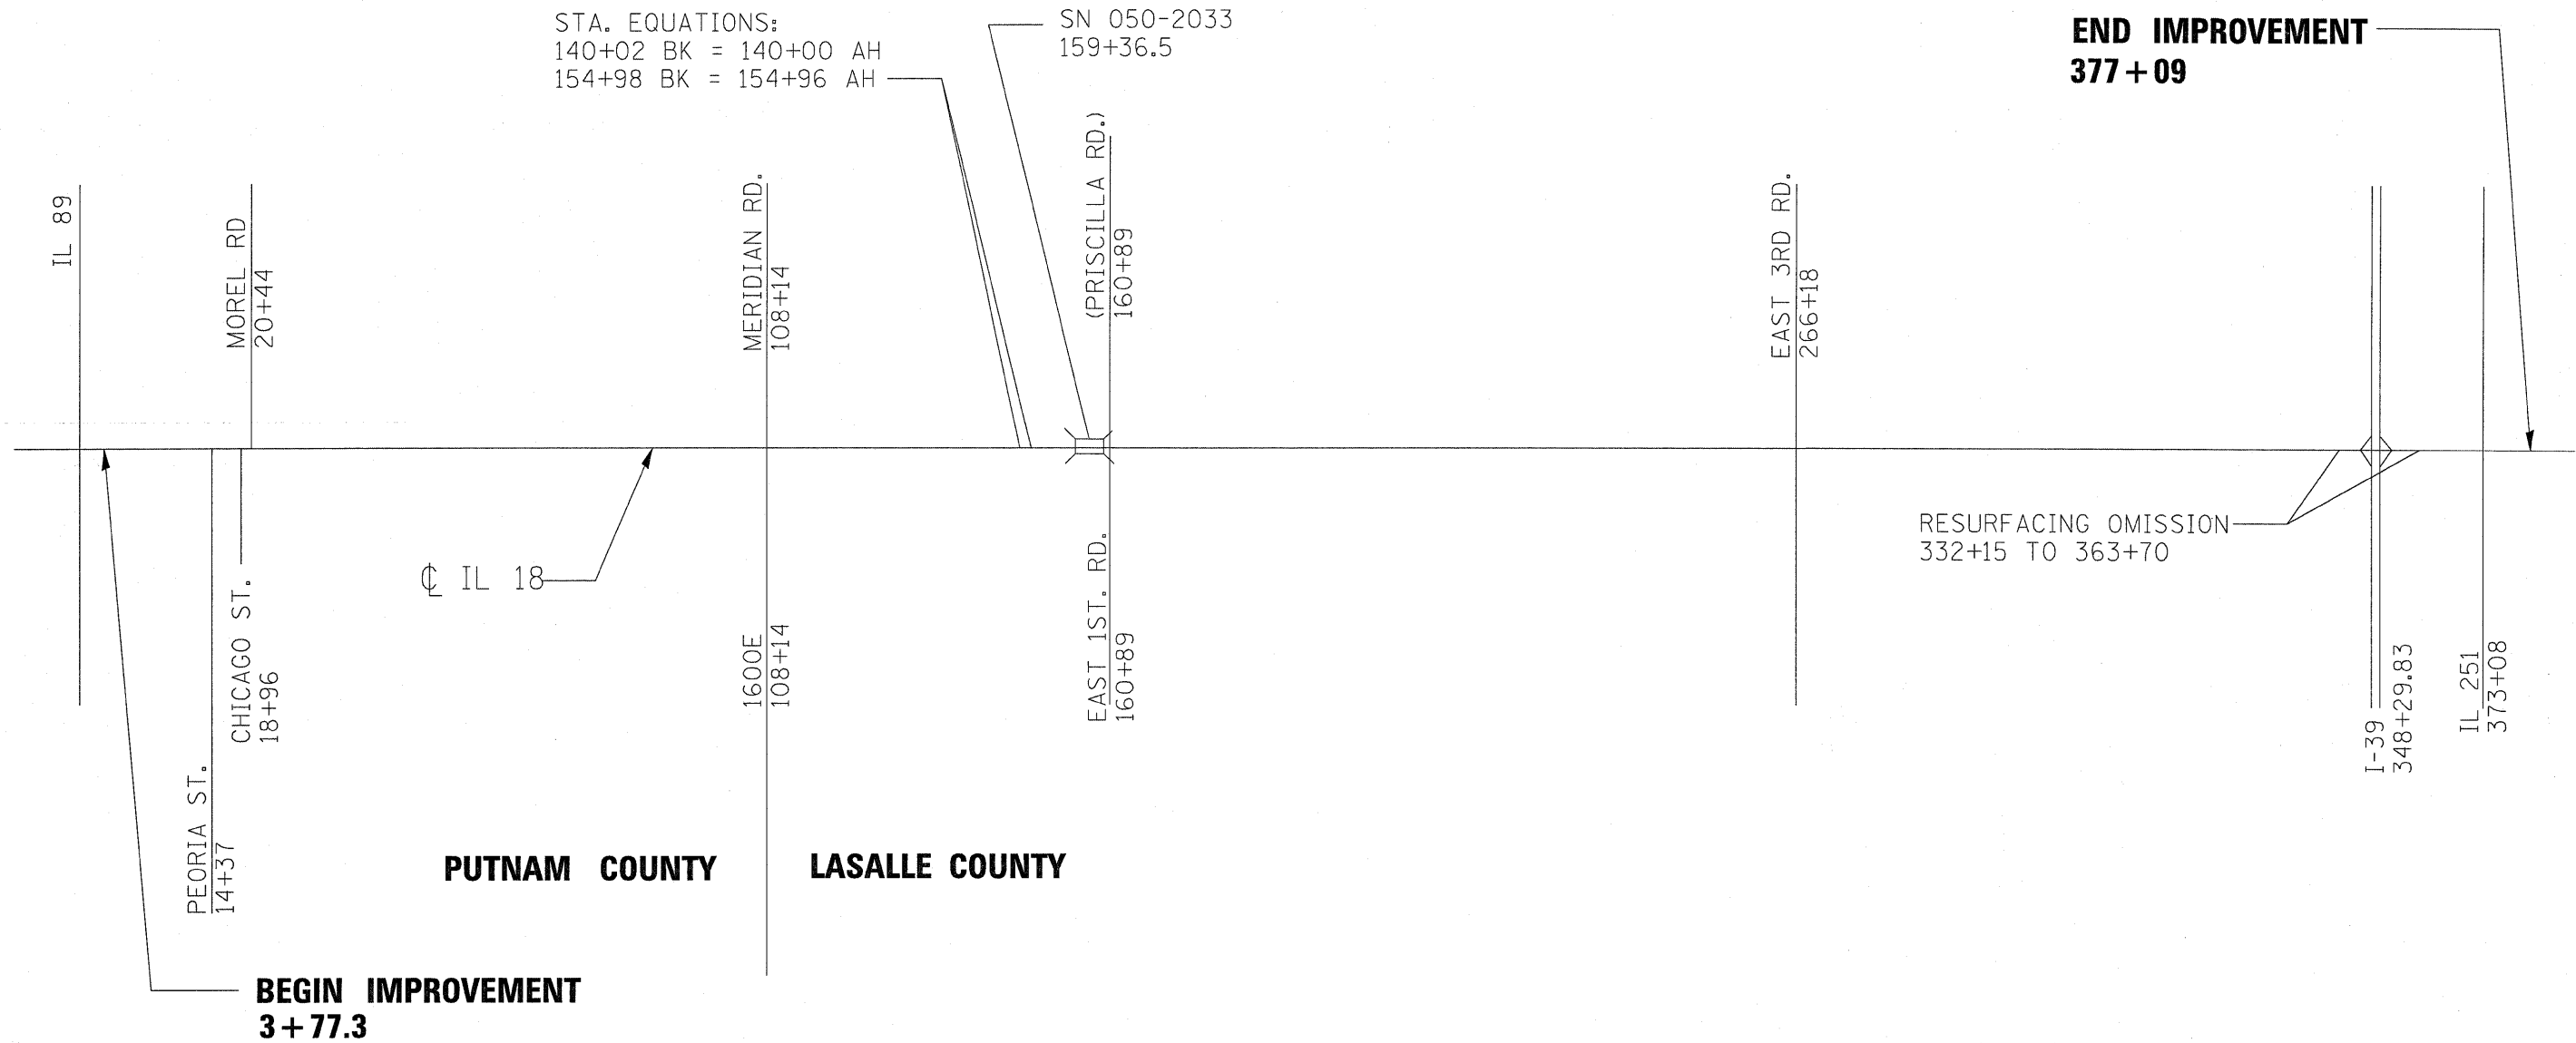 STA. EQUATIONS:
140+02 BK = 140+00 AH
154+98 BK = 154+96 AH
SN 050-2033
159+36.5
END IMPROVEMENT
377+09
IL 89
MOREL RD
20+44
MERIDIAN RD.
108+14
(PRISCILLA RD.)
160+89
EAST 3RD RD.
266+18
℄ IL 18
RESURFACING OMISSION
332+15 TO 363+70
PEORIA ST.
14+37
CHICAGO ST.
18+96
1600E
108+14
EAST 1ST. RD.
160+89
I-39
348+29.83
IL 251
373+08
PUTNAM COUNTY
LASALLE COUNTY
BEGIN IMPROVEMENT
3+77.3